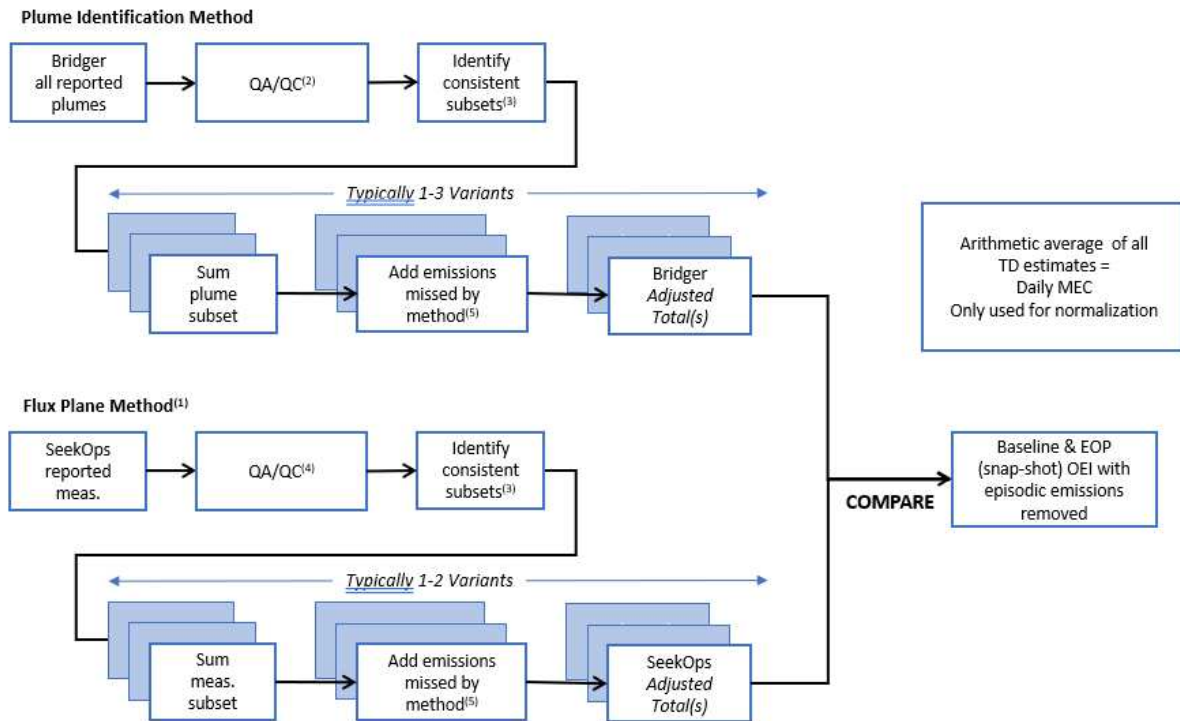 Plume Identification Method
Bridger
all reported
plumes
QA/QC(2)
Identify
consistent
subsets(3)
Typically 1-3 Variants
Sum
plume
subset
Add emissions
missed by
method(5)
Bridger
Adjusted
Total(s)
Arithmetic average of all
TD estimates =
Daily MEC
Only used for normalization
Flux Plane Method(1)
SeekOps
reported
meas.
QA/QC(4)
Identify
consistent
subsets(3)
COMPARE
Baseline & EOP
(snap-shot) OEI with
episodic emissions
removed
Typically 1-2 Variants
Sum
meas.
subset
Add emissions
missed by
method(5)
SeekOps
Adjusted
Total(s)